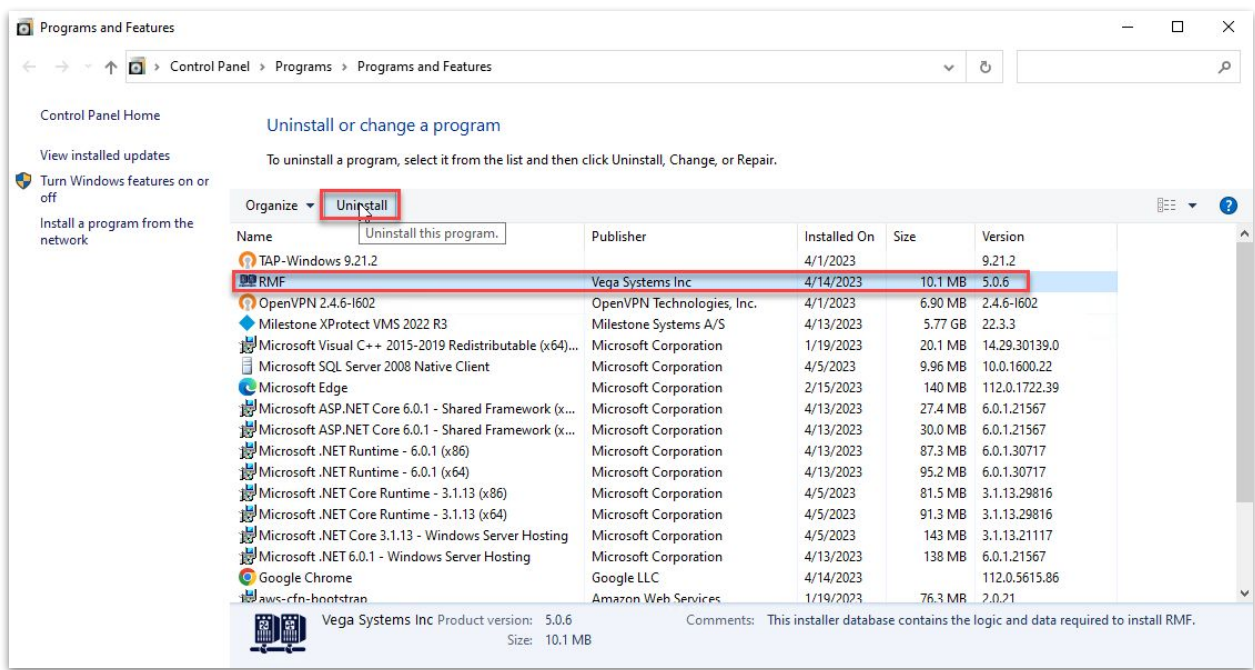 Programs and Features
Control Panel > Programs > Programs and Features
Control Panel Home
View installed updates
Turn Windows features on or
off
Install a program from the
network
Uninstall or change a program
To uninstall a program, select it from the list and then click Uninstall, Change, or Repair.
Organize Uninstall
Uninstall this program.
Name Publisher Installed On Size Version
TAP-Windows 9.21.2 4/1/2023 9.21.2
RMF Vega Systems Inc 4/14/2023 10.1 MB 5.0.6
OpenVPN 2.4.6-I602 OpenVPN Technologies, Inc. 4/1/2023 6.90 MB 2.4.6-I602
Milestone XProtect VMS 2022 R3 Milestone Systems A/S 4/13/2023 5.77 GB 22.3.3
Microsoft Visual C++ 2015-2019 Redistributable (x64)... Microsoft Corporation 1/19/2023 20.1 MB 14.29.30139.0
Microsoft SQL Server 2008 Native Client Microsoft Corporation 4/5/2023 9.96 MB 10.0.1600.22
Microsoft Edge Microsoft Corporation 2/15/2023 140 MB 112.0.1722.39
Microsoft ASP.NET Core 6.0.1 - Shared Framework (x... Microsoft Corporation 4/13/2023 27.4 MB 6.0.1.21567
Microsoft ASP.NET Core 6.0.1 - Shared Framework (x... Microsoft Corporation 4/13/2023 30.0 MB 6.0.1.21567
Microsoft .NET Runtime - 6.0.1 (x86) Microsoft Corporation 4/13/2023 87.3 MB 6.0.1.30717
Microsoft .NET Runtime - 6.0.1 (x64) Microsoft Corporation 4/13/2023 95.2 MB 6.0.1.30717
Microsoft .NET Core Runtime - 3.1.13 (x86) Microsoft Corporation 4/5/2023 81.5 MB 3.1.13.29816
Microsoft .NET Core Runtime - 3.1.13 (x64) Microsoft Corporation 4/5/2023 91.3 MB 3.1.13.29816
Microsoft .NET Core 3.1.13 - Windows Server Hosting Microsoft Corporation 4/5/2023 143 MB 3.1.13.21117
Microsoft .NET 6.0.1 - Windows Server Hosting Microsoft Corporation 4/13/2023 138 MB 6.0.1.21567
Google Chrome Google LLC 4/14/2023 112.0.5615.86
aws-cfn-bootstrap Amazon Web Services 1/19/2023 76.3 MB 2.0.21
Vega Systems Inc Product version: 5.0.6 Comments: This installer database contains the logic and data required to install RMF.
Size: 10.1 MB